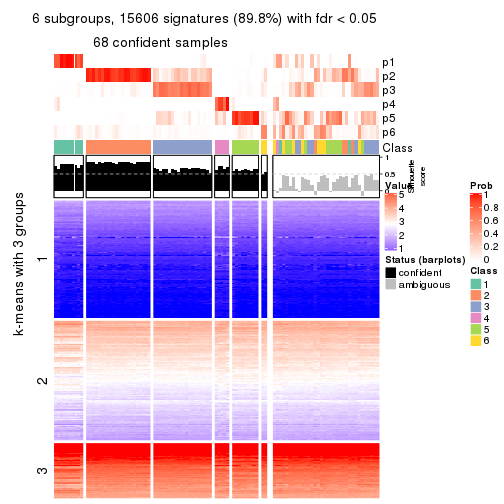 6 subgroups, 15606 signatures (89.8%) with fdr < 0.05
68 confident samples
p1
p2
p3
p4
p5
p6
Class
1
0.5
0
Silhouette
score
k-means with 3 groups
1
2
3
Value
5
4
3
2
1
Status (barplots)
confident
ambiguous
Prob
1
0.8
0.6
0.4
0.2
0
Class
1
2
3
4
5
6